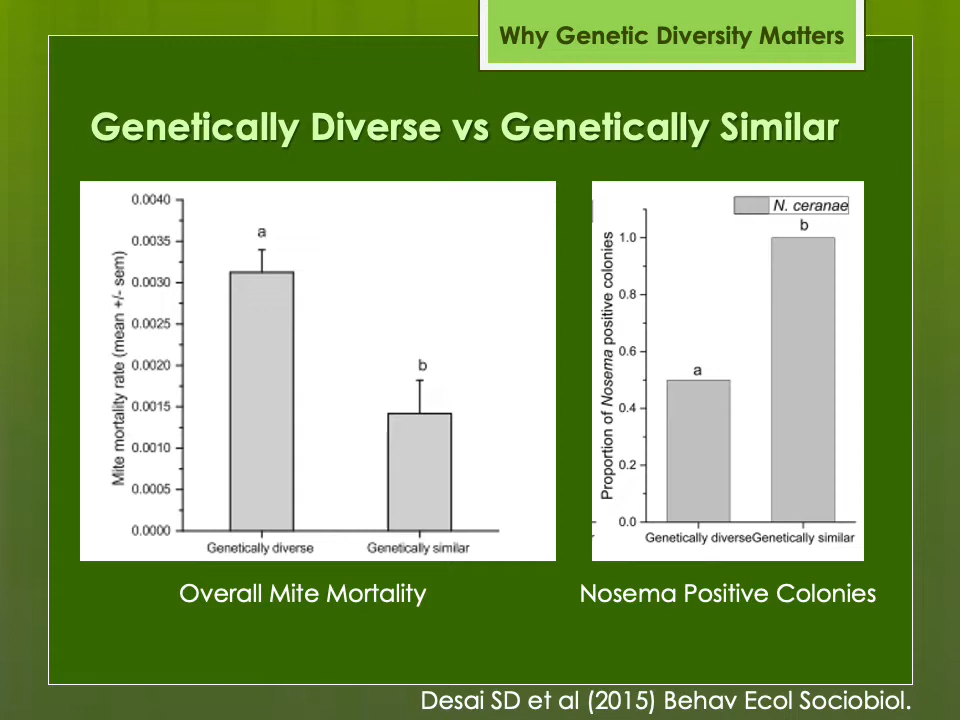 Why Genetic Diversity Matters
Genetically Diverse vs Genetically Similar
Mite mortality rate (mean +/- sem)
0.0040
0.0035
0.0030
0.0025
0.0020
0.0015
0.0010
0.0005
0.0000
a
b
Genetically diverse
Genetically similar
Proportion of Nosema positive colonies
N. ceranae
1.0
0.8
0.6
0.4
0.2
0.0
a
b
Genetically diverse
Genetically similar
Overall Mite Mortality
Nosema Positive Colonies
Desai SD et al (2015) Behav Ecol Sociobiol.